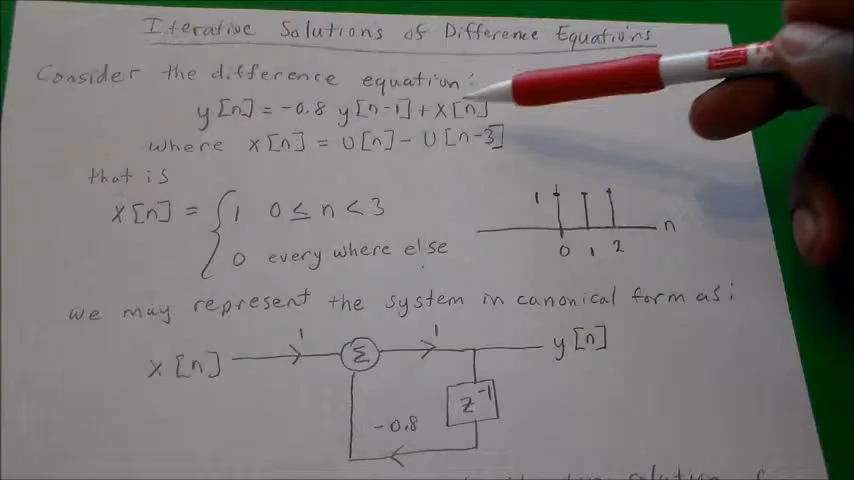 Iterative Solutions of Difference Equations
Consider the difference equation:
y[n] = -0.8 y[n-1] + x[n]
where x[n] = U[n] - U[n-3]
that is
x[n] = { 1 0 ≤ n < 3
0 every where else
1
n
0 1 2
we may represent the system in canonical form as:
1 1
x[n] Σ y[n]
z⁻¹
-0.8
solution of